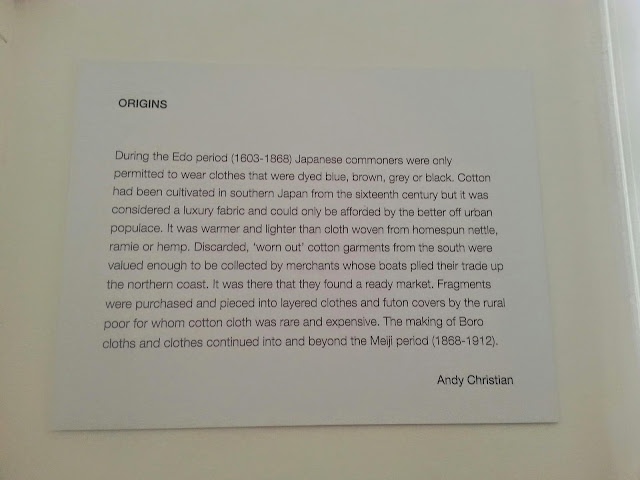 ORIGINS
During the Edo period (1603-1868) Japanese commoners were only
permitted to wear clothes that were dyed blue, brown, grey or black. Cotton
had been cultivated in southern Japan from the sixteenth century but it was
considered a luxury fabric and could only be afforded by the better off urban
populace. It was warmer and lighter than cloth woven from homespun nettle,
ramie or hemp. Discarded, ‘worn out’ cotton garments from the south were
valued enough to be collected by merchants whose boats plied their trade up
the northern coast. It was there that they found a ready market. Fragments
were purchased and pieced into layered clothes and futon covers by the rural
poor for whom cotton cloth was rare and expensive. The making of Boro
cloths and clothes continued into and beyond the Meiji period (1868-1912).
Andy Christian